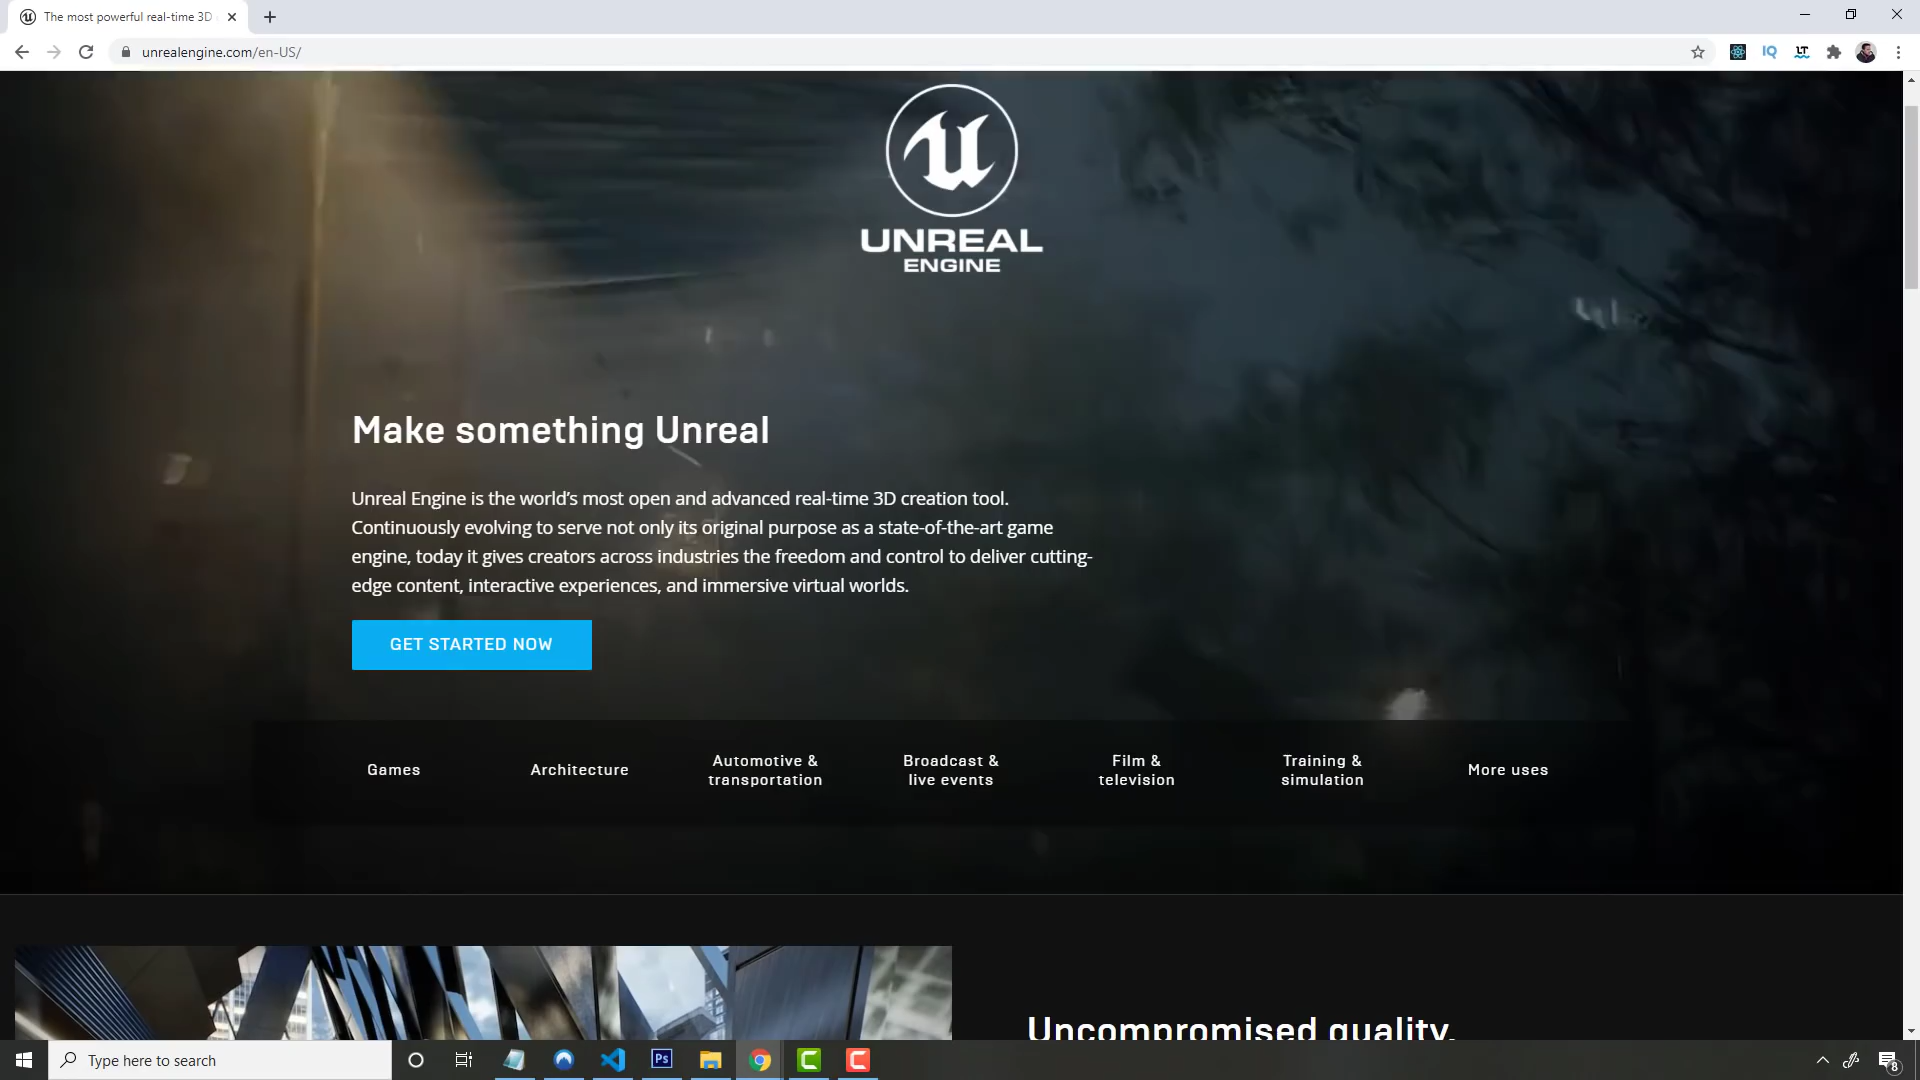 The most powerful real-time 3D
unrealengine.com/en-US/
IQ
LT
UNREAL
ENGINE
Make something Unreal
Unreal Engine is the world’s most open and advanced real-time 3D creation tool.
Continuously evolving to serve not only its original purpose as a state-of-the-art game
engine, today it gives creators across industries the freedom and control to deliver cutting-
edge content, interactive experiences, and immersive virtual worlds.
GET STARTED NOW
Games
Architecture
Automotive &
transportation
Broadcast &
live events
Film &
television
Training &
simulation
More uses
Uncompromised quality.
Type here to search
Ps
C
C
8